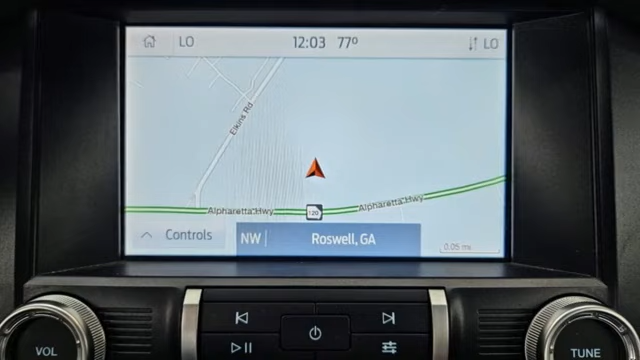 LO 12:03 77° LO
Elkins Rd
Alpharetta Hwy 120 Alpharetta Hwy
Controls NW Roswell, GA 0.05 mi
VOL TUNE